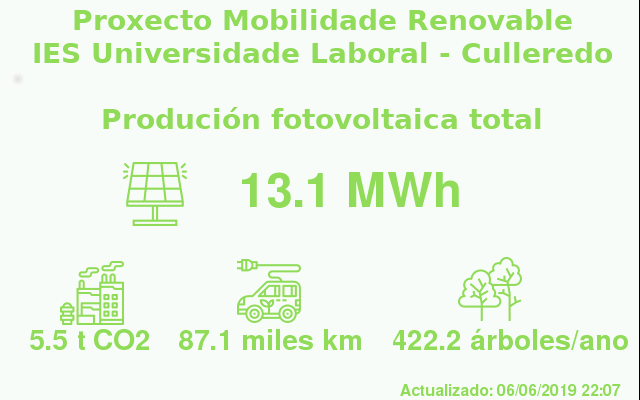 Proxecto Mobilidade Renovable
IES Universidade Laboral - Culleredo
Produción fotovoltaica total
13.1 MWh
5.5 t CO2 87.1 miles km 422.2 árboles/ano
Actualizado: 06/06/2019 22:07